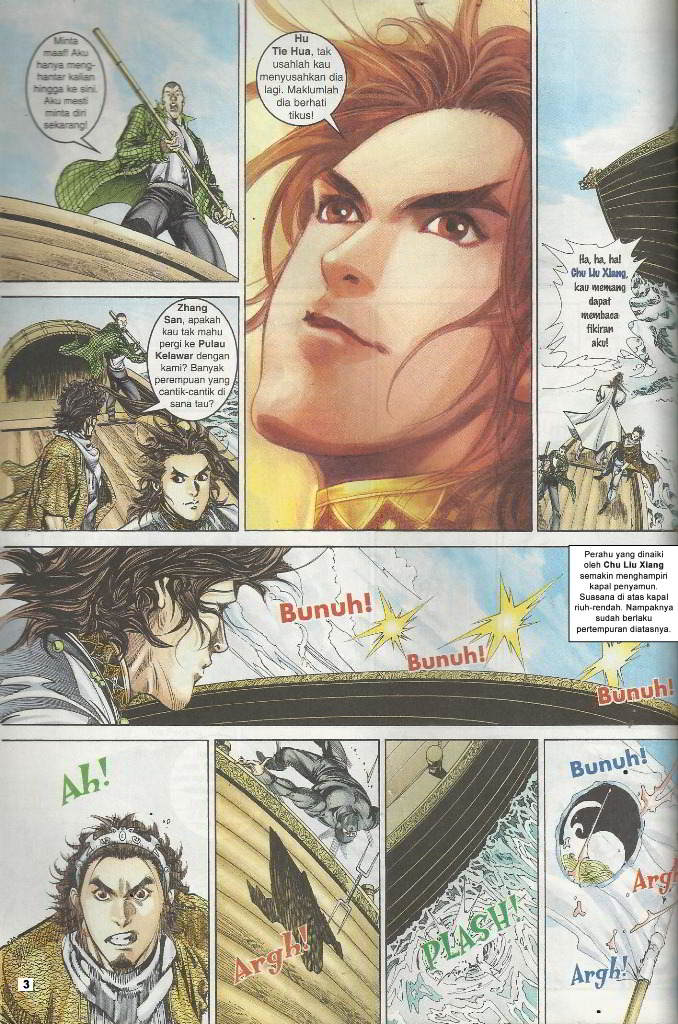 Minta
maaf! Aku
hanya meng-
hantar kalian
hingga ke sini.
Aku mesti
minta diri
sekarang!
Hu
Tie Hua, tak
usahlah kau
menyusahkan dia
lagi. Maklumlah
dia berhati
tikus!
Zhang
San, apakah
kau tak mahu
pergi ke Pulau
Kelawar dengan
kami? Banyak
perempuan yang
cantik-cantik di
sana tau?
Ha, ha, ha!
Chu Liu Xiang,
kau memang
dapat
membaca
fikiran
aku!
Perahu yang dinaiki
oleh Chu Liu Xiang
semakin menghampiri
kapal penyamun.
Suasana di atas kapal
riuh-rendah. Nampaknya
sudah berlaku
pertempuran diatasnya.
Bunuh!
Bunuh!
Bunuh!
Ah!
Argh!
PLASH!
Bunuh!
Argh
Argh!
3